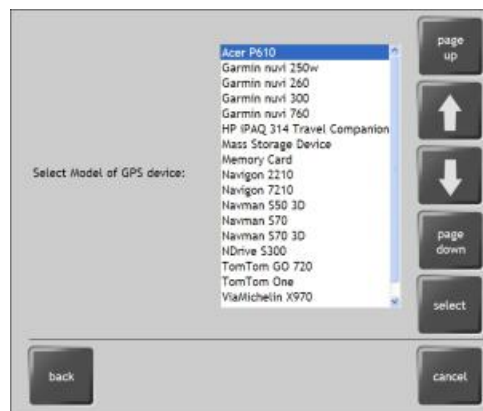 page
up
Acer P610
Garmin nuvi 250w
Garmin nuvi 260
Garmin nuvi 300
Garmin nuvi 760
HP iPAQ 314 Travel Companion
Mass Storage Device
Memory Card
Select Model of GPS device:
Navigon 2210
Navigon 7210
Navman S50 3D
Navman S70
Navman S70 3D
NDrive S300
TomTom GO 720
TomTom One
ViaMichelin X970
page
down
select
back
cancel